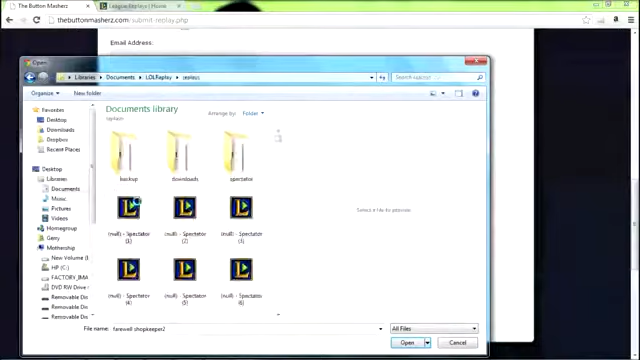 The Button Masherz
League Replays | Home
thebuttonmasherz.com/submit-replay.php
Email Address:
Open
Libraries Documents LOLReplay replays
Organize New folder
Favorites
Desktop
Downloads
Dropbox
Recent Places
Desktop
Libraries
Documents
Music
Pictures
Videos
Homegroup
Gerry
Mothership
New Volume (
HP (C:)
FACTORY_IMA
DVD RW Drive
Removable Dis
Removable Dis
Removable Dis
Documents library
replays
Arrange by: Folder
backup downloads spectator
(null) - Spectator (1)
(null) - Spectator (2)
(null) - Spectator (3)
(null) - Spectator (4)
(null) - Spectator (5)
(null) - Spectator (6)
Select a file to preview.
File name: farewell shopkeeper2
All Files
Open Cancel